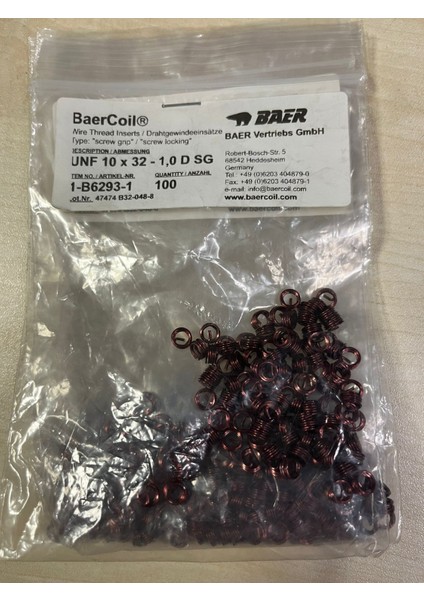 BaerCoil®
Wire Thread Inserts / Drahtgewindeeinsätze
Type: "screw grip" / "screw locking"
DESCRIPTION / ABMESSUNG
UNF 10 x 32 - 1,0 D SG
ITEM NO. / ARTIKEL-NR.
QUANTITY / ANZAHL
1-B6293-1
100
Lot.Nr. 47474 B32-048-8
BAER
BAER Vertriebs GmbH
Robert-Bosch-Str. 5
68542 Heddesheim
Germany
Tel: +49 (0)6203 404879-0
Fax: +49 (0)6203 404879-1
e-mail: info@baercoil.com
www.baercoil.com